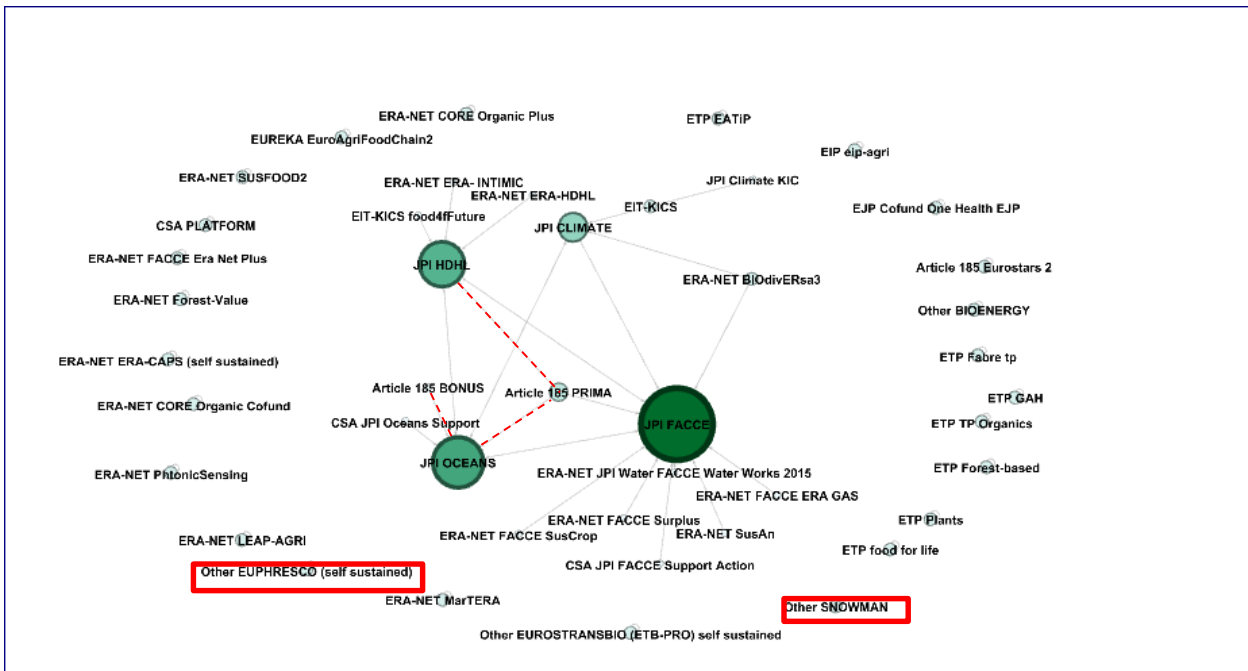 ERA-NET CORE Organic Plus
ETP EATiP
EUREKA EuroAgriFoodChain2
EIP eip-agri
ERA-NET SUSFOOD2
ERA-NET ERA- INTIMIC
JPI Climate KIC
ERA-NET ERA-HDHL
EIT-KICS
EJP Cofund One Health EJP
EIT-KICS food4fFuture
CSA PLATFORM
JPI CLIMATE
ERA-NET FACCE Era Net Plus
JPI HDHL
Article 185 Eurostars 2
ERA-NET BIOdivERsa3
ERA-NET Forest-Value
Other BIOENERGY
ETP Fabre tp
ERA-NET ERA-CAPS (self sustained)
Article 185 BONUS
Article 185 PRIMA
ETP GAH
ERA-NET CORE Organic Cofund
CSA JPI Oceans Support
JPI FACCE
ETP TP Organics
JPI OCEANS
ETP Forest-based
ERA-NET PhtonicSensing
ERA-NET JPI Water FACCE Water Works 2015
ERA-NET FACCE ERA GAS
ERA-NET FACCE Surplus
ETP Plants
ERA-NET FACCE SusCrop
ERA-NET SusAn
ERA-NET LEAP-AGRI
ETP food for life
CSA JPI FACCE Support Action
Other EUPHRESCO (self sustained)
ERA-NET MarTERA
Other SNOWMAN
Other EUROSTRANSBIO (ETB-PRO) self sustained